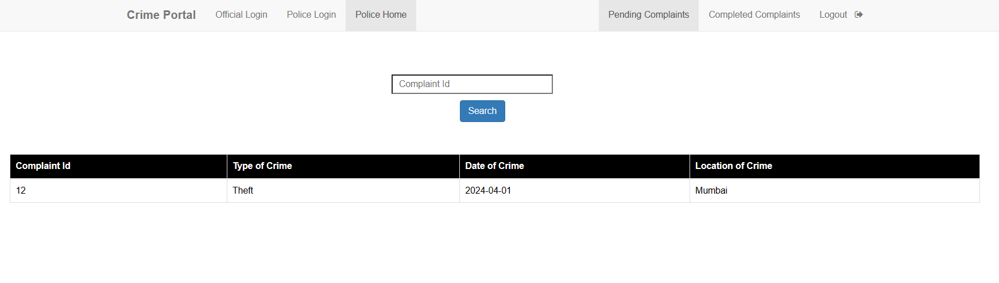 Crime Portal Official Login Police Login Police Home Pending Complaints Completed Complaints Logout
Complaint Id
Search
Complaint Id Type of Crime Date of Crime Location of Crime
12 Theft 2024-04-01 Mumbai